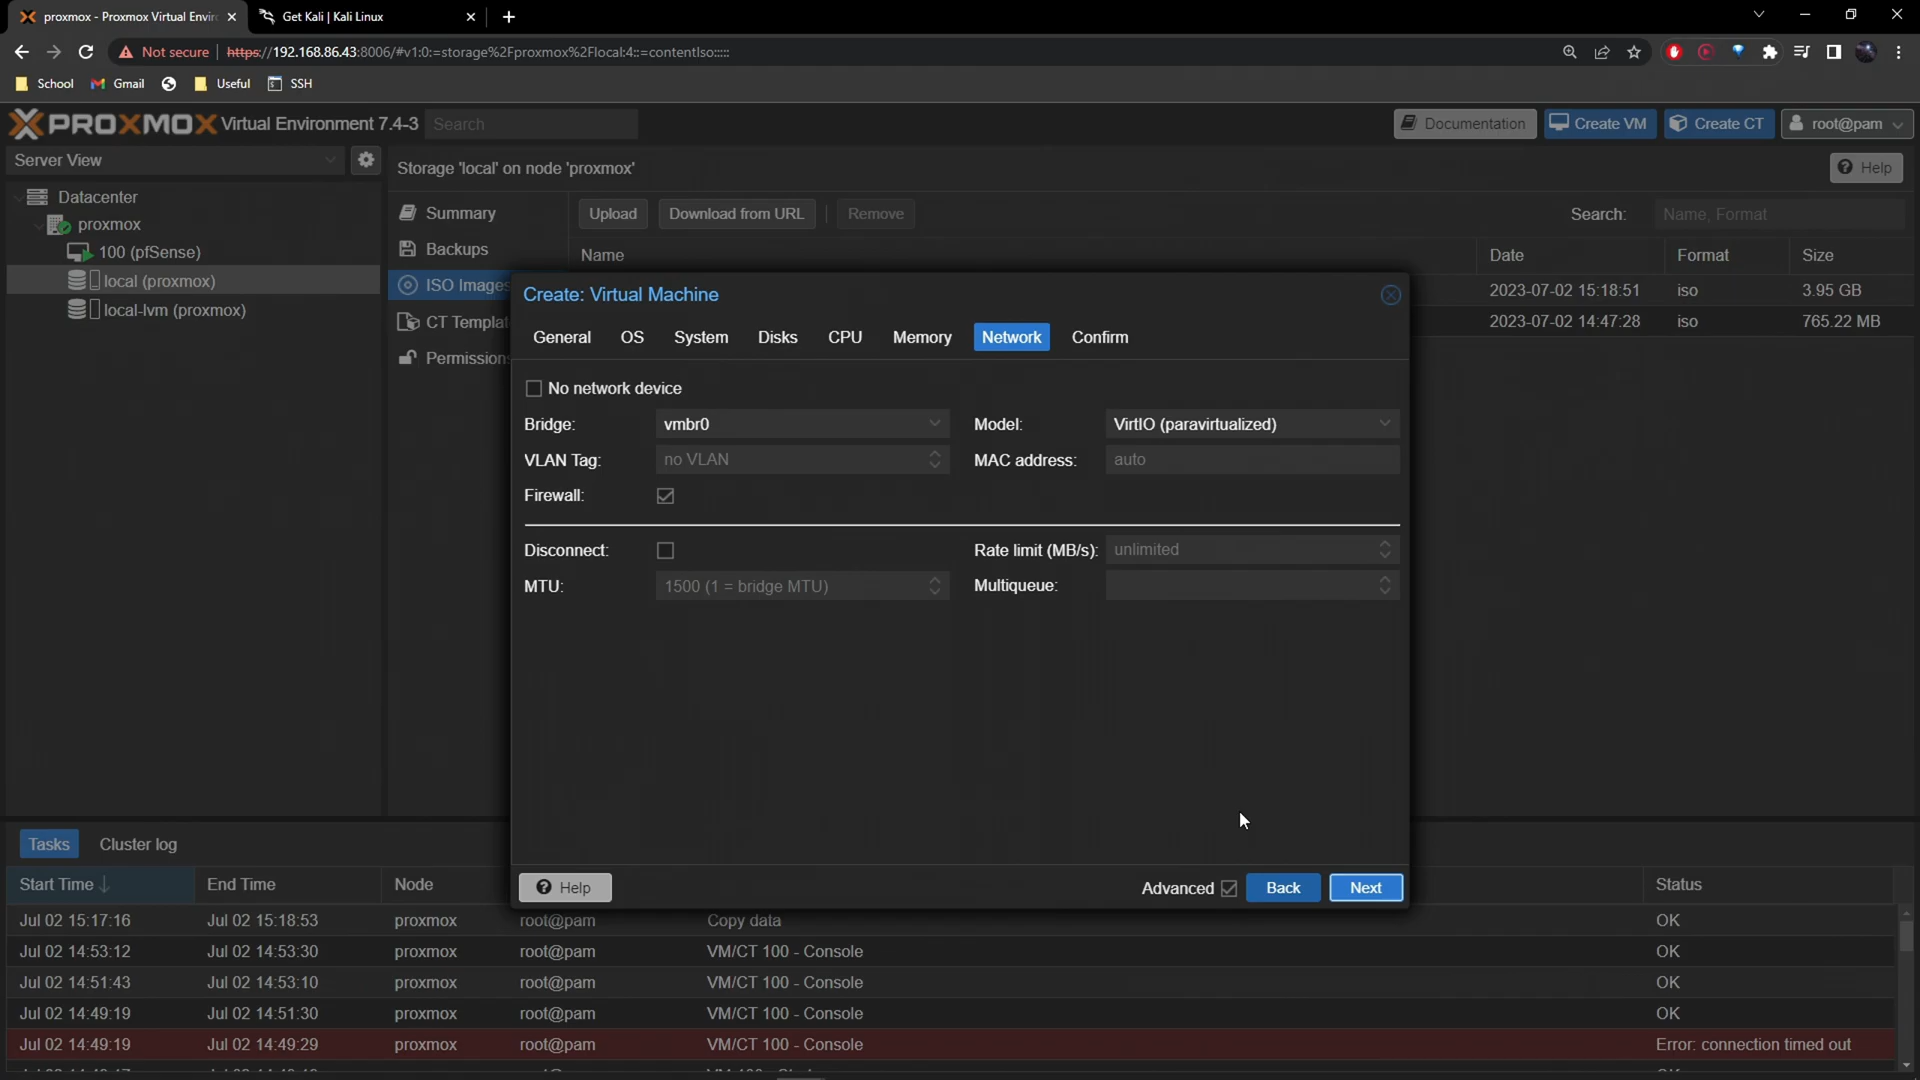 proxmox - Proxmox Virtual Envir
Get Kali | Kali Linux
Not secure
https://192.168.86.43:8006/#v1:0:=storage%2Fproxmox%2Flocal:4::=contentIso:::::
School
Gmail
Useful
SSH
PROXMOX Virtual Environment 7.4-3
Search
Documentation
Create VM
Create CT
root@pam
Server View
Storage 'local' on node 'proxmox'
Help
Datacenter
proxmox
100 (pfSense)
local (proxmox)
local-lvm (proxmox)
Summary
Backups
ISO Images
CT Templat
Permissions
Upload
Download from URL
Remove
Search:
Name, Format
Name
Date
Format
Size
2023-07-02 15:18:51
iso
3.95 GB
2023-07-02 14:47:28
iso
765.22 MB
Create: Virtual Machine
General
OS
System
Disks
CPU
Memory
Network
Confirm
No network device
Bridge:
vmbr0
Model:
VirtIO (paravirtualized)
VLAN Tag:
no VLAN
MAC address:
auto
Firewall:
Disconnect:
Rate limit (MB/s):
unlimited
MTU:
1500 (1 = bridge MTU)
Multiqueue:
Help
Advanced
Back
Next
Tasks
Cluster log
Start Time
End Time
Node
Status
Jul 02 15:17:16
Jul 02 15:18:53
proxmox
root@pam
Copy data
OK
Jul 02 14:53:12
Jul 02 14:53:30
proxmox
root@pam
VM/CT 100 - Console
OK
Jul 02 14:51:43
Jul 02 14:53:10
proxmox
root@pam
VM/CT 100 - Console
OK
Jul 02 14:49:19
Jul 02 14:51:30
proxmox
root@pam
VM/CT 100 - Console
OK
Jul 02 14:49:19
Jul 02 14:49:29
proxmox
root@pam
VM/CT 100 - Console
Error: connection timed out